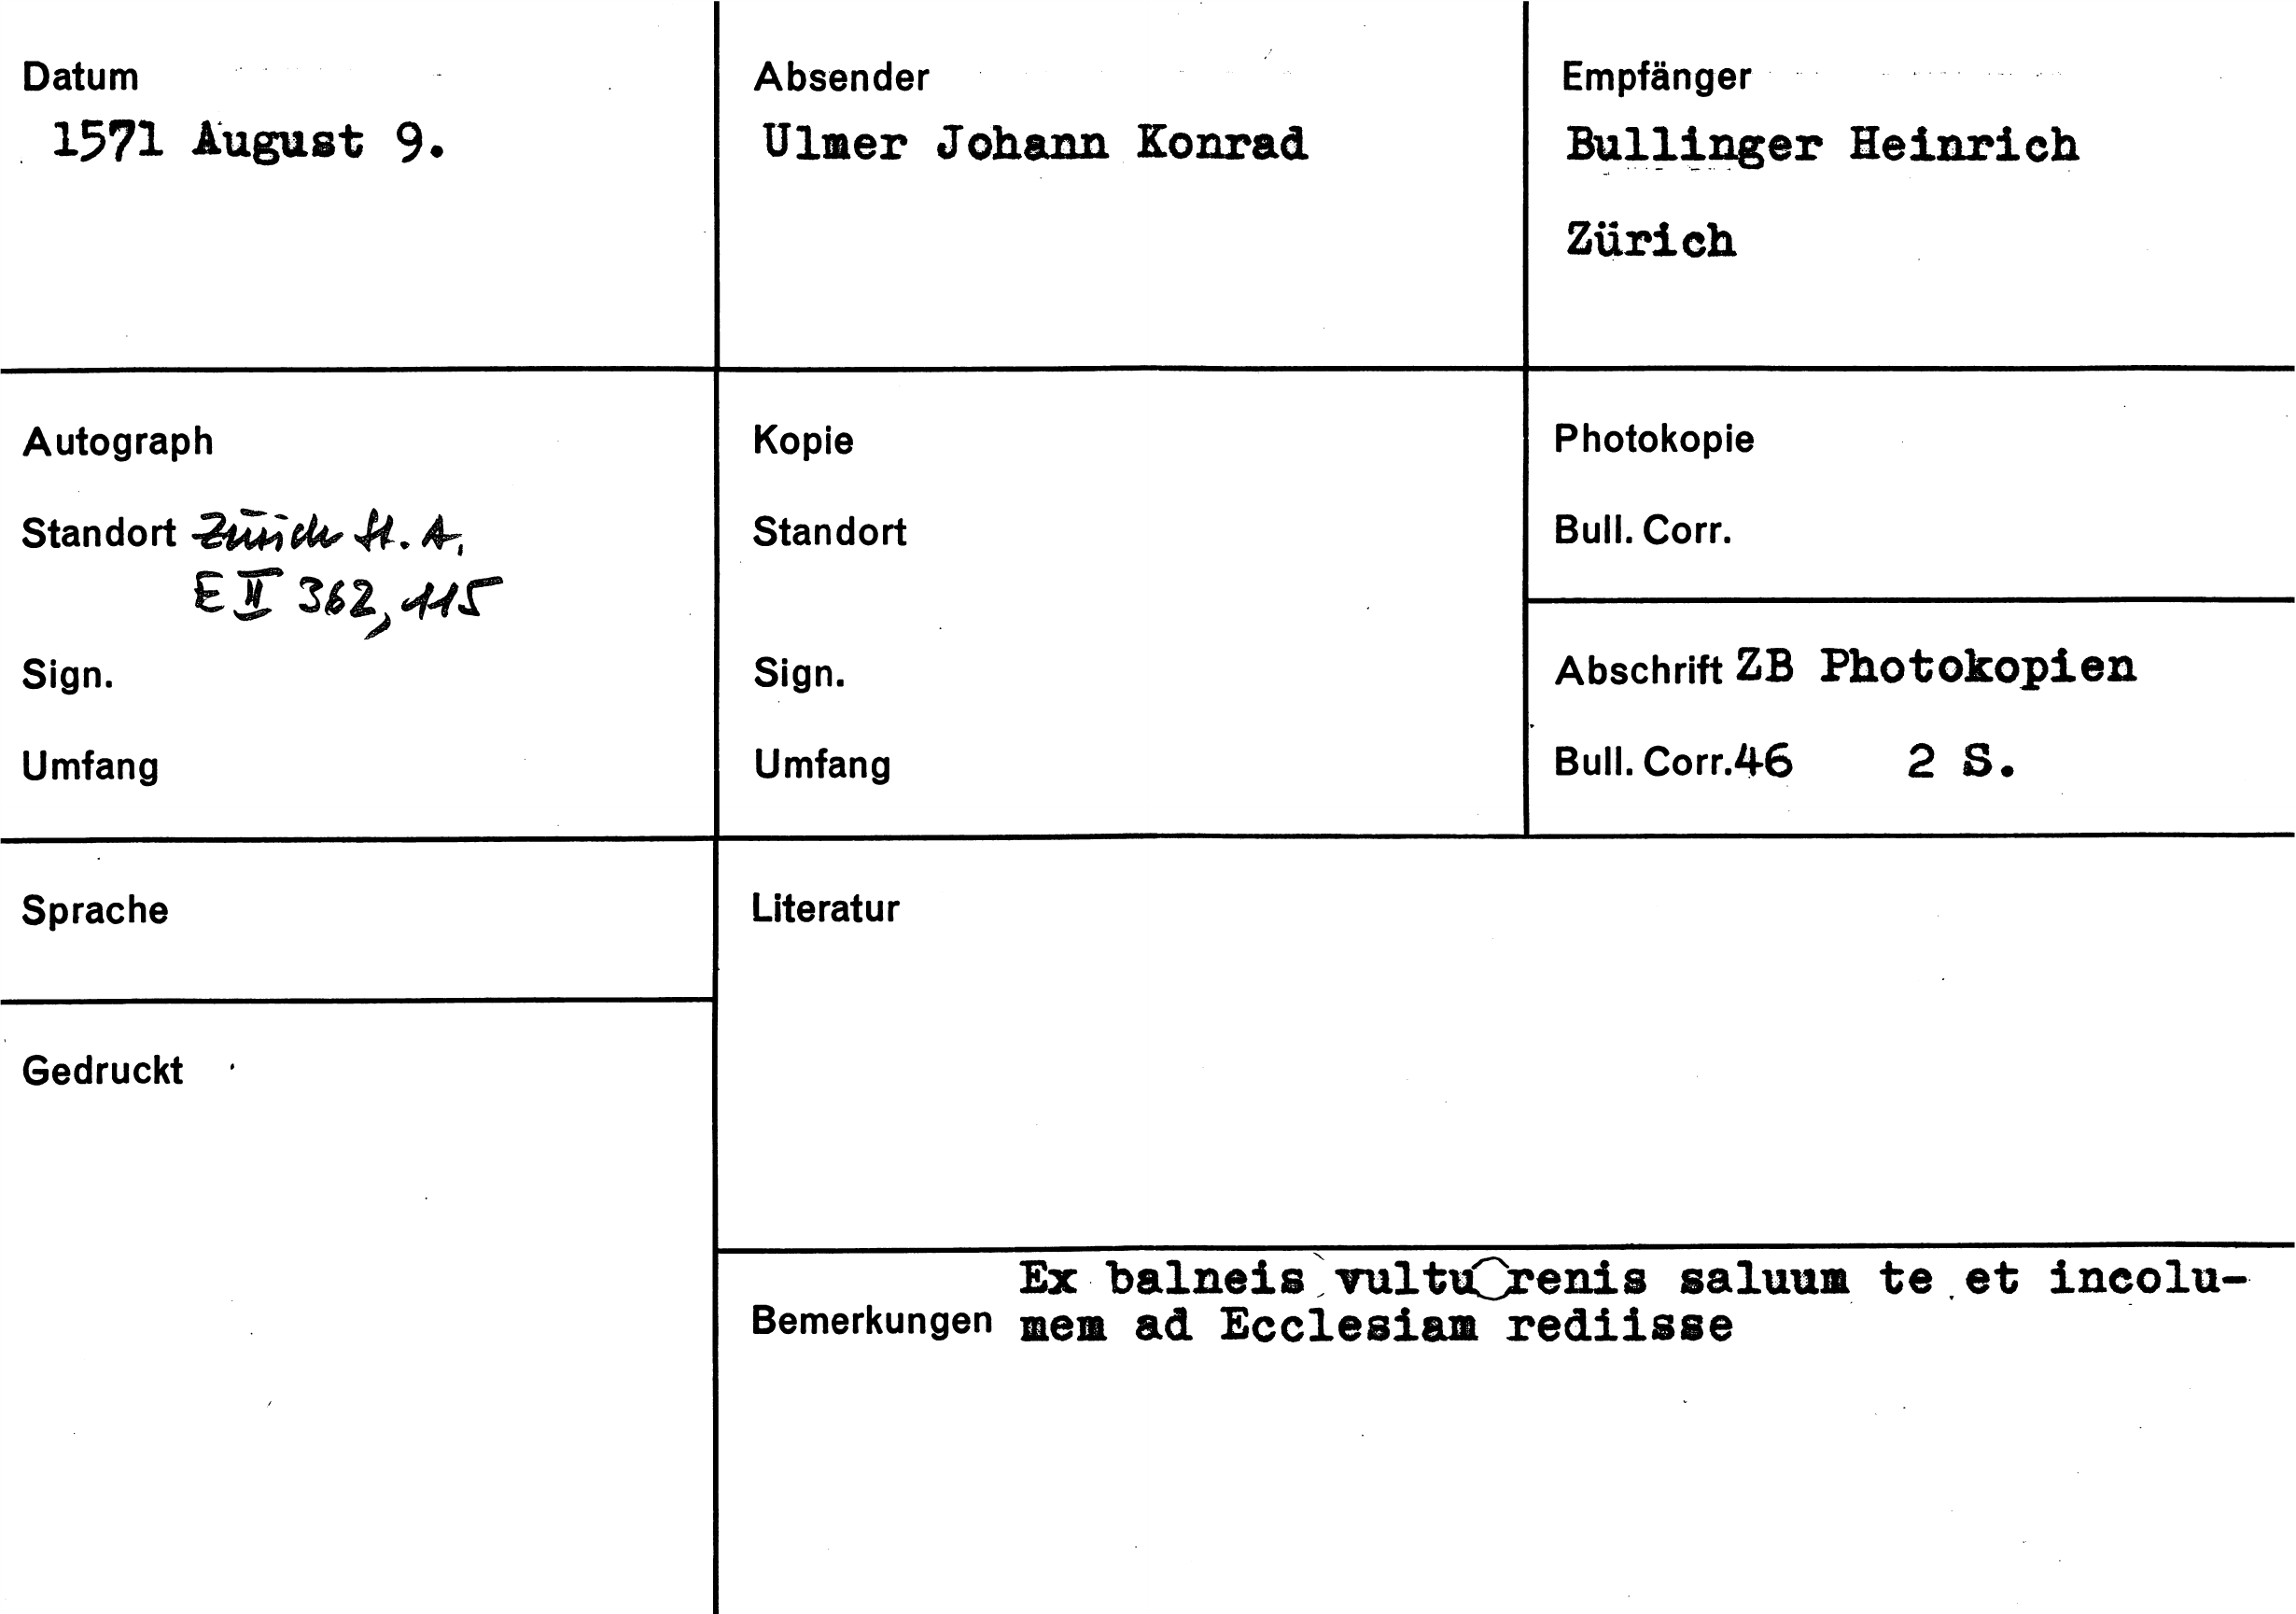 Datum
1571 August 9.
Absender
Ulmer Johann Konrad
Empfänger
Bullinger Heinrich
Zürich
Autograph
Standort Zürich St. A,
E II 362, 115
Sign.
Umfang
Kopie
Standort
Sign.
Umfang
Photokopie
Bull. Corr.
Abschrift ZB Photokopien
Bull. Corr. 46 2 S.
Sprache
Gedruckt
Literatur
Ex balneis vultu renis saluum te et incolu-
Bemerkungen mem ad Ecclesiam rediisse